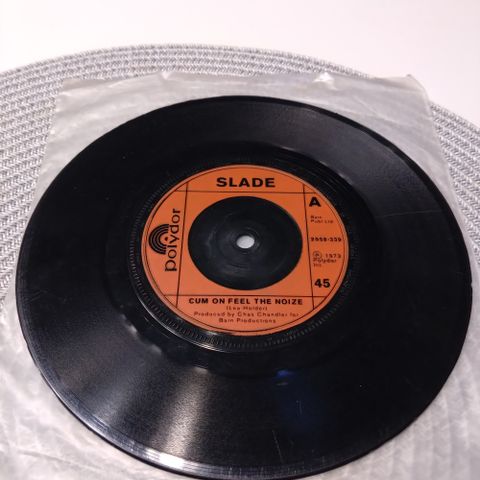 SLADE
A
Barn
Publ Ltd
polydor
2058-339
℗ 1973
Polydor
Inc
45
CUM ON FEEL THE NOIZE
(Lea Holder)
Produced by Chas Chandler for
Barn Productions